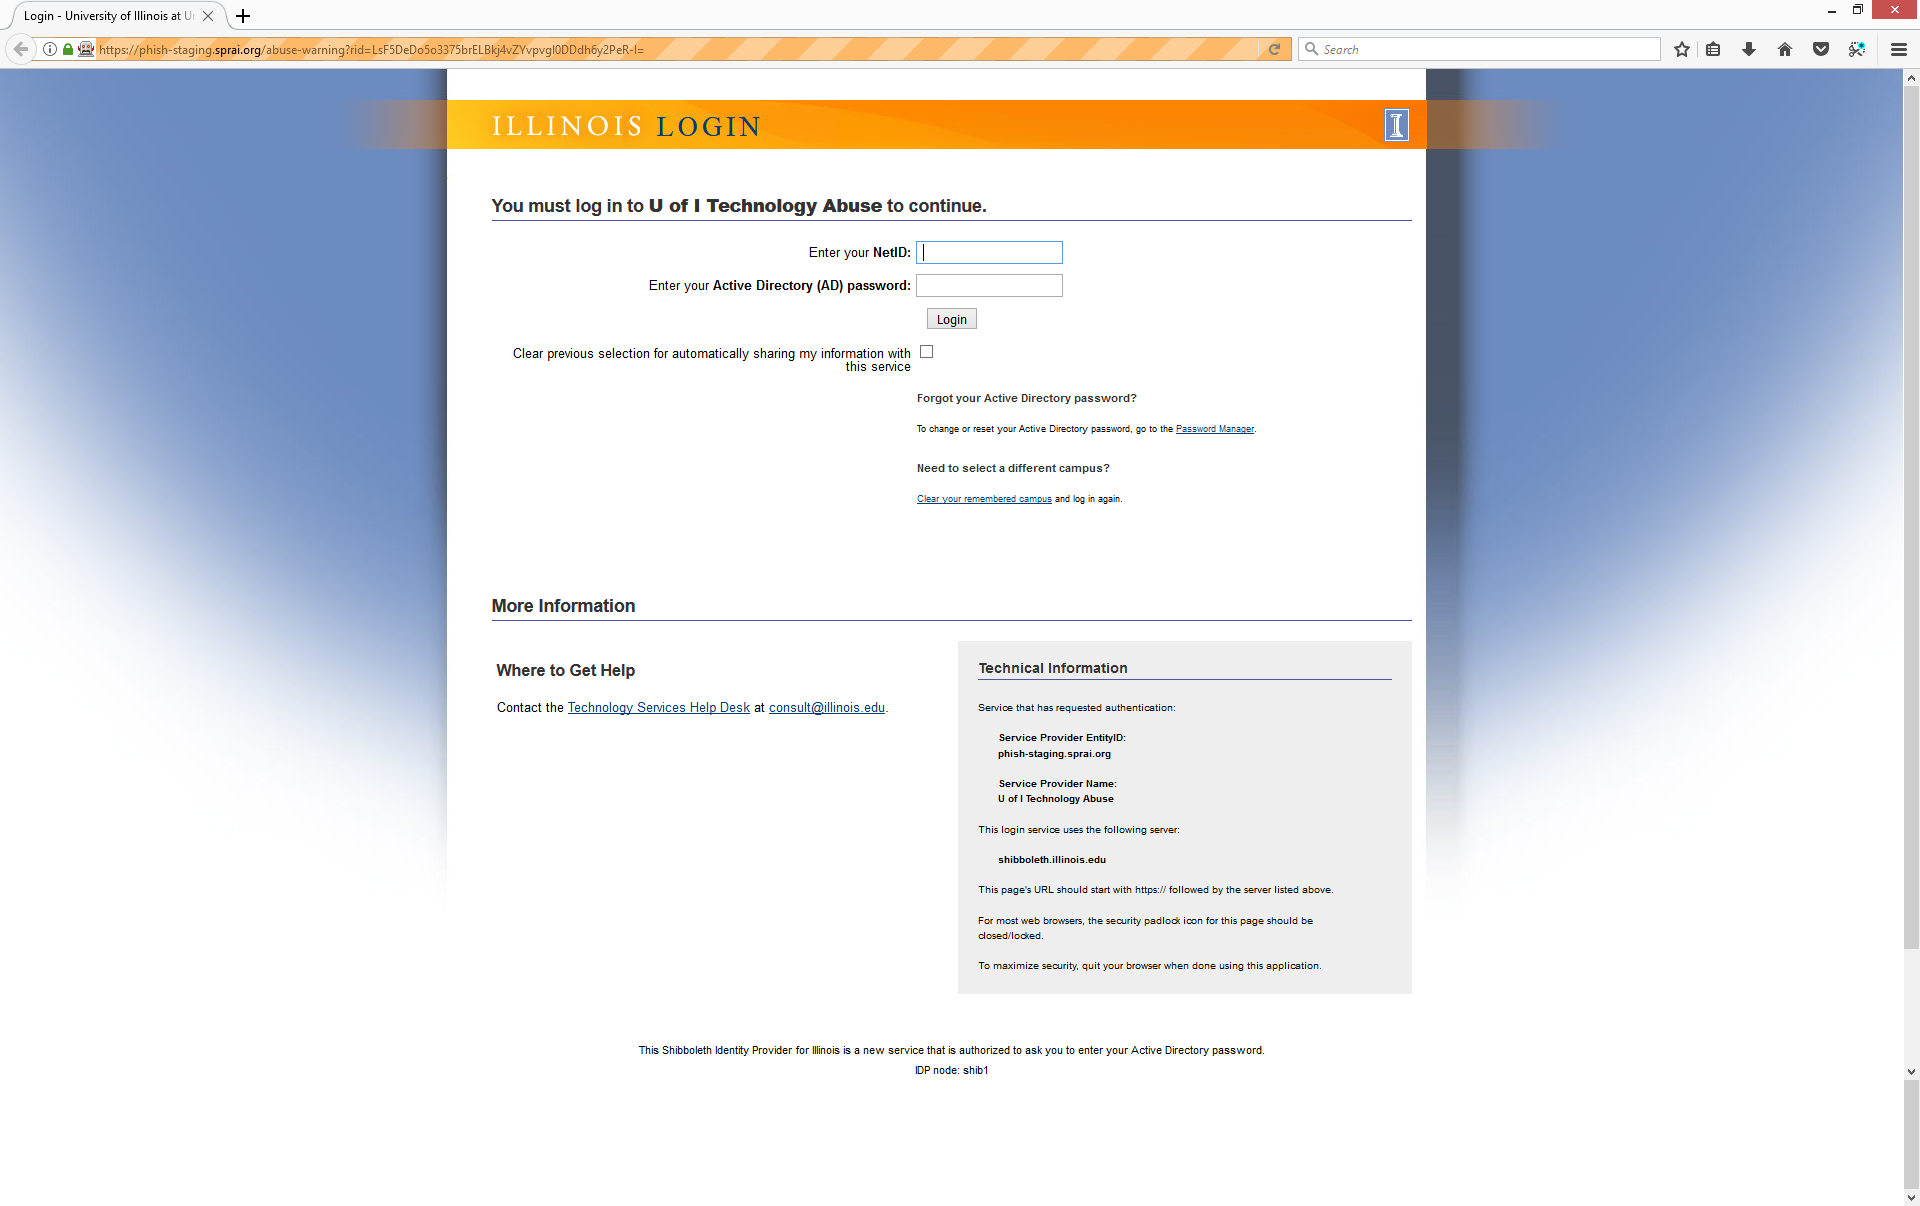 Login - University of Illinois at Ur
https://phish-staging.sprai.org/abuse-warning?rid=LsF5DeDo5o3375brELBkj4vZYvpvgI0DDdh6y2PeR-I=
Search
ILLINOIS LOGIN
I
You must log in to U of I Technology Abuse to continue.
Enter your NetID:
Enter your Active Directory (AD) password:
Login
Clear previous selection for automatically sharing my information with
this service
Forgot your Active Directory password?
To change or reset your Active Directory password, go to the Password Manager.
Need to select a different campus?
Clear your remembered campus and log in again.
More Information
Where to Get Help
Contact the Technology Services Help Desk at consult@illinois.edu.
Technical Information
Service that has requested authentication:
Service Provider EntityID:
phish-staging.sprai.org
Service Provider Name:
U of I Technology Abuse
This login service uses the following server:
shibboleth.illinois.edu
This page's URL should start with https:// followed by the server listed above.
For most web browsers, the security padlock icon for this page should be
closed/locked.
To maximize security, quit your browser when done using this application.
This Shibboleth Identity Provider for Illinois is a new service that is authorized to ask you to enter your Active Directory password.
IDP node: shib1